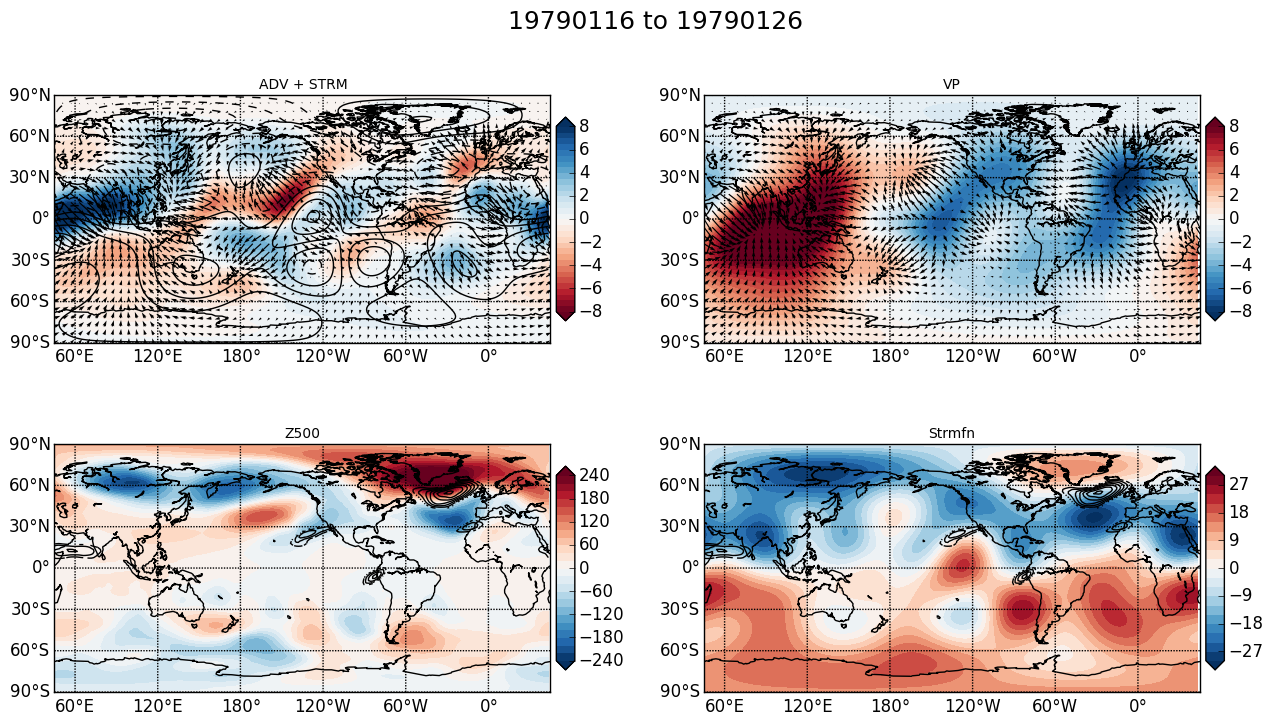 19790116 to 19790126
ADV + STRM
90°N
60°N
30°N
0°
30°S
60°S
90°S
60°E 120°E 180° 120°W 60°W 0°
8
6
4
2
0
−2
−4
−6
−8
VP
90°N
60°N
30°N
0°
30°S
60°S
90°S
60°E 120°E 180° 120°W 60°W 0°
8
6
4
2
0
−2
−4
−6
−8
Z500
90°N
60°N
30°N
0°
30°S
60°S
90°S
60°E 120°E 180° 120°W 60°W 0°
240
180
120
60
0
−60
−120
−180
−240
Strmfn
90°N
60°N
30°N
0°
30°S
60°S
90°S
60°E 120°E 180° 120°W 60°W 0°
27
18
9
0
−9
−18
−27